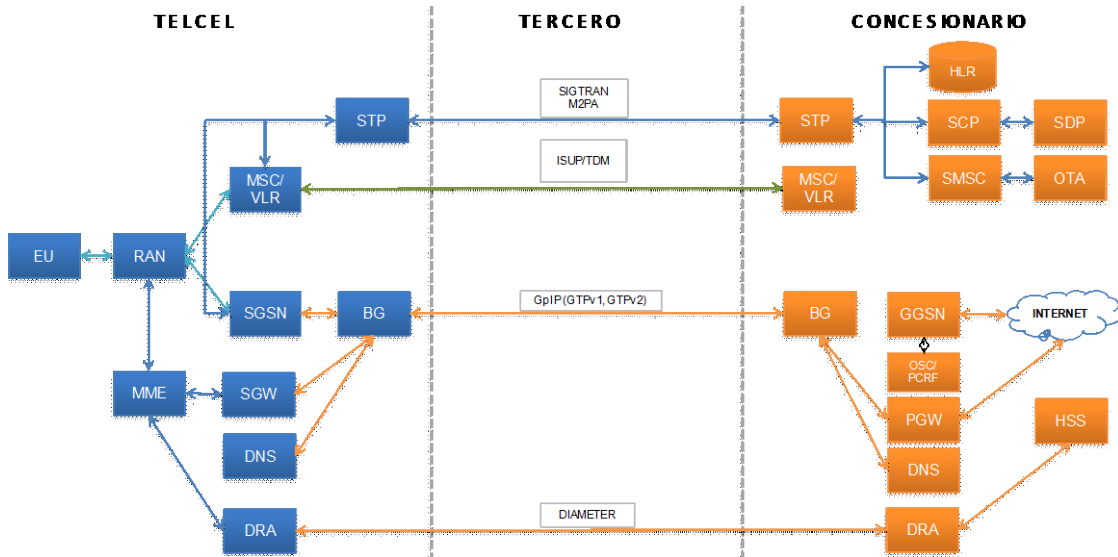 TELCEL
TERCERO
CONCESIONARIO
HLR
SIGTRAN
M2PA
STP
STP
SCP
SDP
ISUP/TDM
MSC/
VLR
MSC/
VLR
SMSC
OTA
EU
RAN
GpIP(GTPv1, GTPv2)
SGSN
BG
BG
GGSN
INTERNET
OSC/
PCRF
MME
SGW
PGW
HSS
DNS
DNS
DIAMETER
DRA
DRA